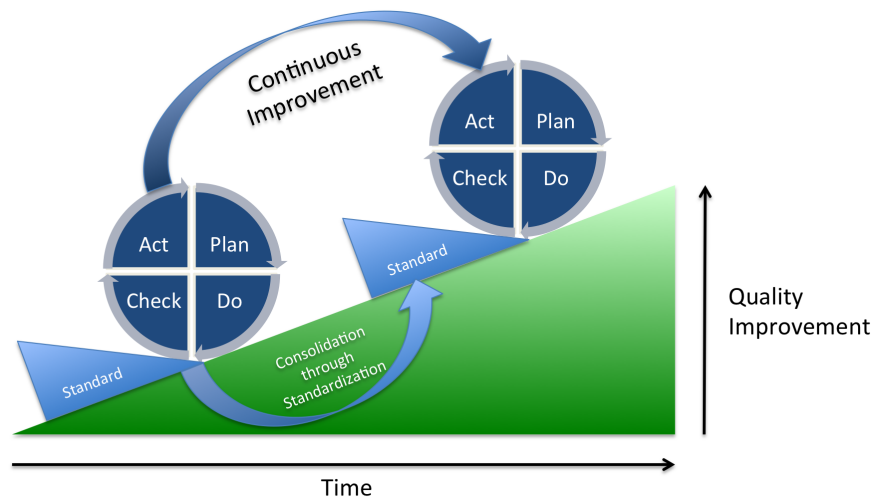 Continuous
Improvement
Act
Plan
Check
Do
Act
Plan
Check
Do
Standard
Standard
Consolidation
through
Standardization
Quality
Improvement
Time